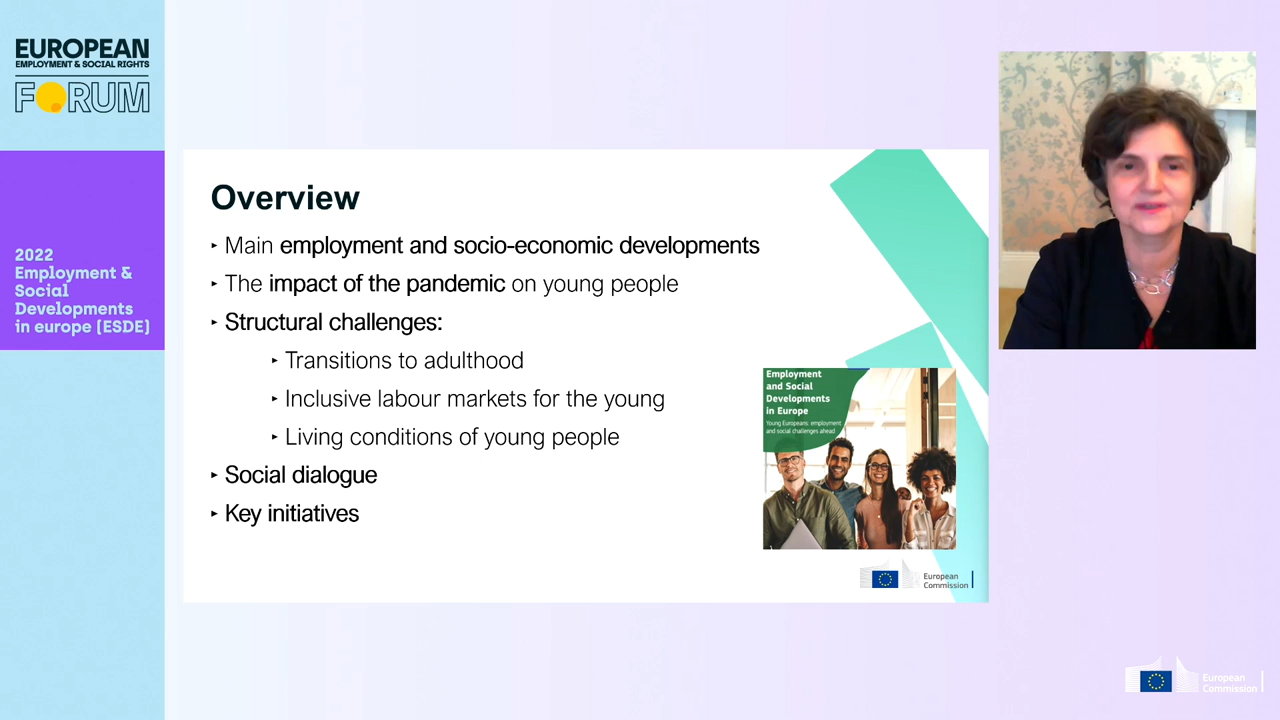 EUROPEAN
EMPLOYMENT & SOCIAL RIGHTS
FORUM
2022
Employment &
Social
Developments
in europe [ESDE]
Overview
‣ Main employment and socio-economic developments
‣ The impact of the pandemic on young people
‣ Structural challenges:
‣ Transitions to adulthood
‣ Inclusive labour markets for the young
‣ Living conditions of young people
‣ Social dialogue
‣ Key initiatives
Employment
and Social
Developments
in Europe
Young Europeans: employment
and social challenges ahead
European
Commission
European
Commission